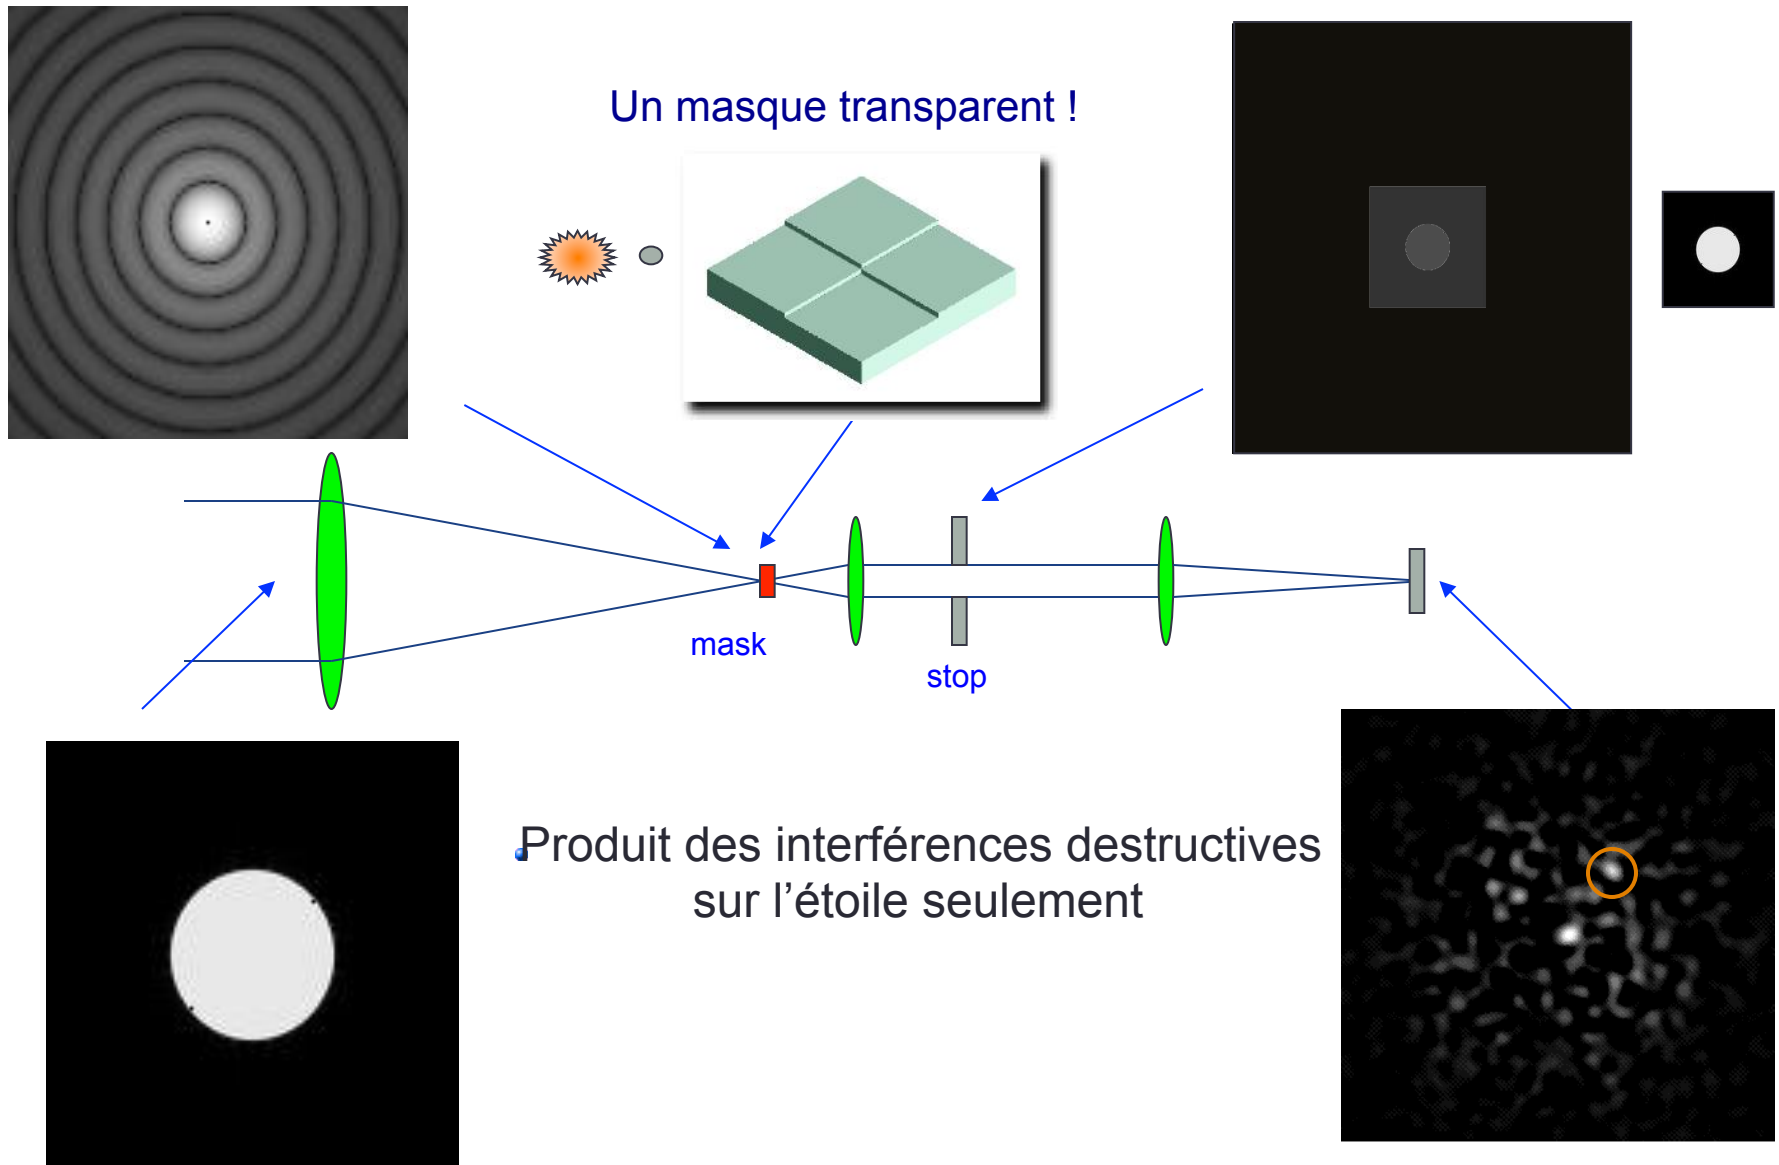 Un masque transparent !
mask
stop
Produit des interférences destructives
sur l’étoile seulement